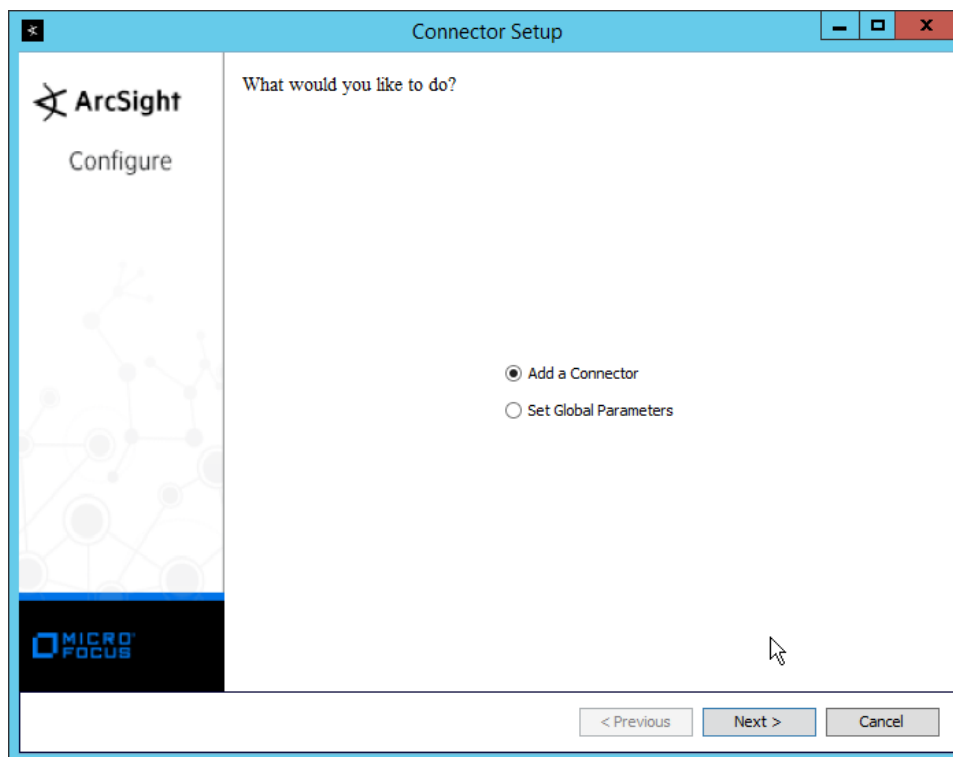 Connector Setup
ArcSight
Configure
What would you like to do?
Add a Connector
Set Global Parameters
MICRO
FOCUS
< Previous
Next >
Cancel